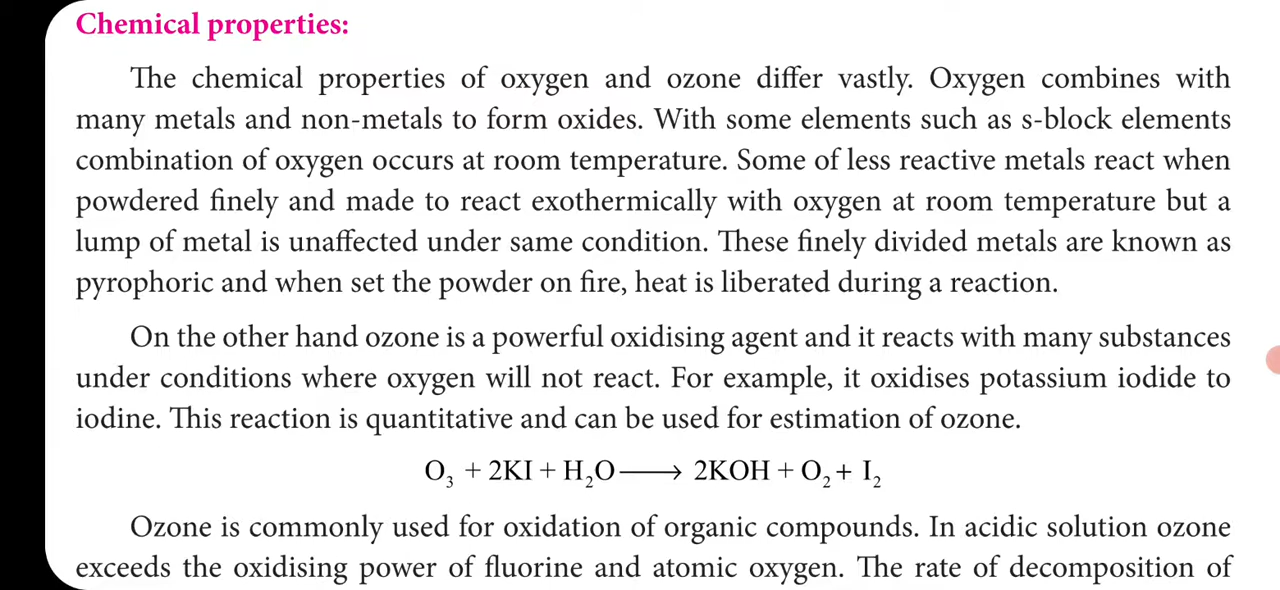 Chemical properties:
The chemical properties of oxygen and ozone differ vastly. Oxygen combines with
many metals and non-metals to form oxides. With some elements such as s-block elements
combination of oxygen occurs at room temperature. Some of less reactive metals react when
powdered finely and made to react exothermically with oxygen at room temperature but a
lump of metal is unaffected under same condition. These finely divided metals are known as
pyrophoric and when set the powder on fire, heat is liberated during a reaction.
On the other hand ozone is a powerful oxidising agent and it reacts with many substances
under conditions where oxygen will not react. For example, it oxidises potassium iodide to
iodine. This reaction is quantitative and can be used for estimation of ozone.
O₃ + 2KI + H₂O ⟶ 2KOH + O₂ + I₂
Ozone is commonly used for oxidation of organic compounds. In acidic solution ozone
exceeds the oxidising power of fluorine and atomic oxygen. The rate of decomposition of